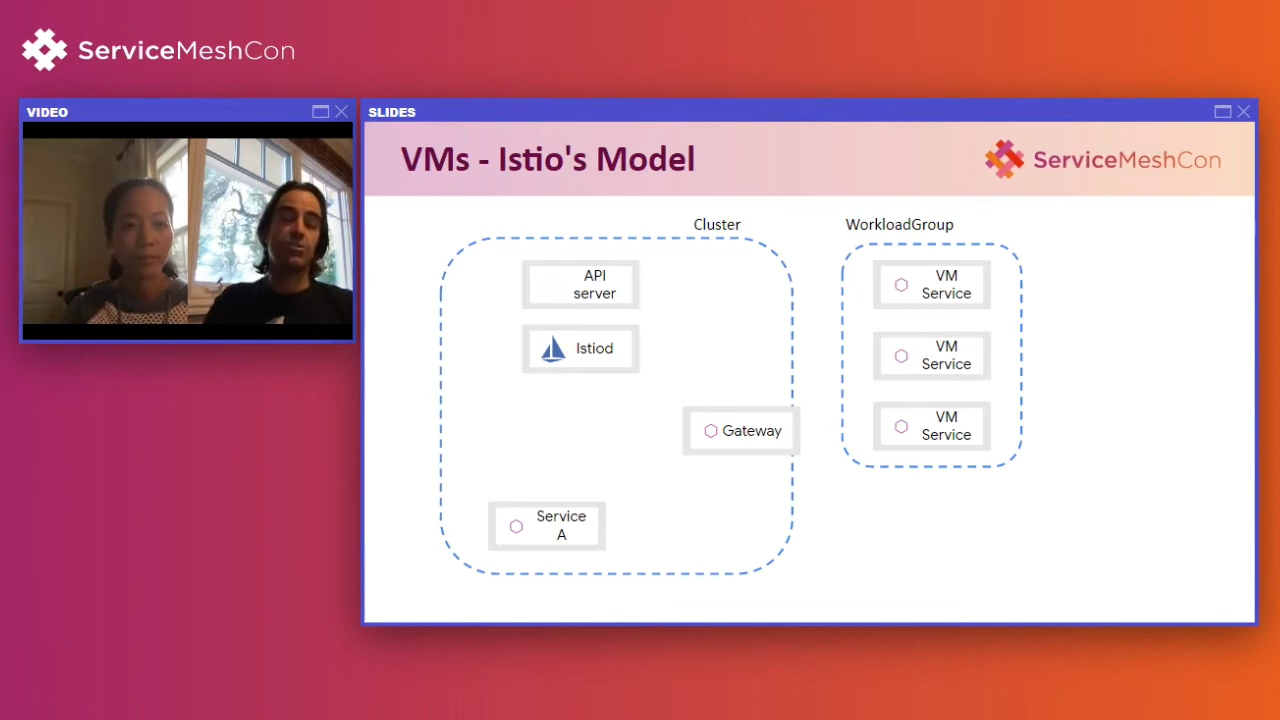 ServiceMeshCon
VIDEO
SLIDES
VMs - Istio's Model
ServiceMeshCon
Cluster
WorkloadGroup
API
server
Istiod
Gateway
Service
A
VM
Service
VM
Service
VM
Service